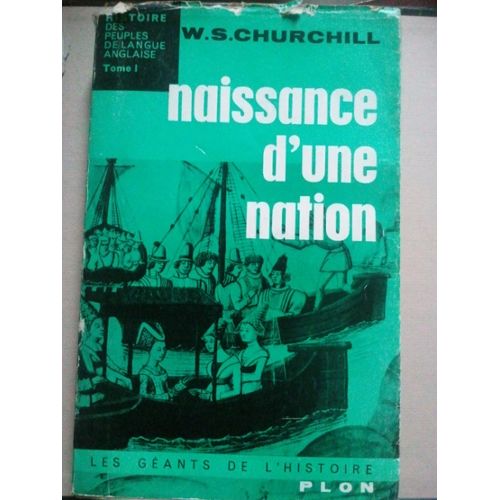 HISTOIRE
DES
PEUPLES
DE LANGUE
ANGLAISE
Tome I
W.S.CHURCHILL
naissance
d'une
nation
LES GÉANTS DE L'HISTOIRE
PLON